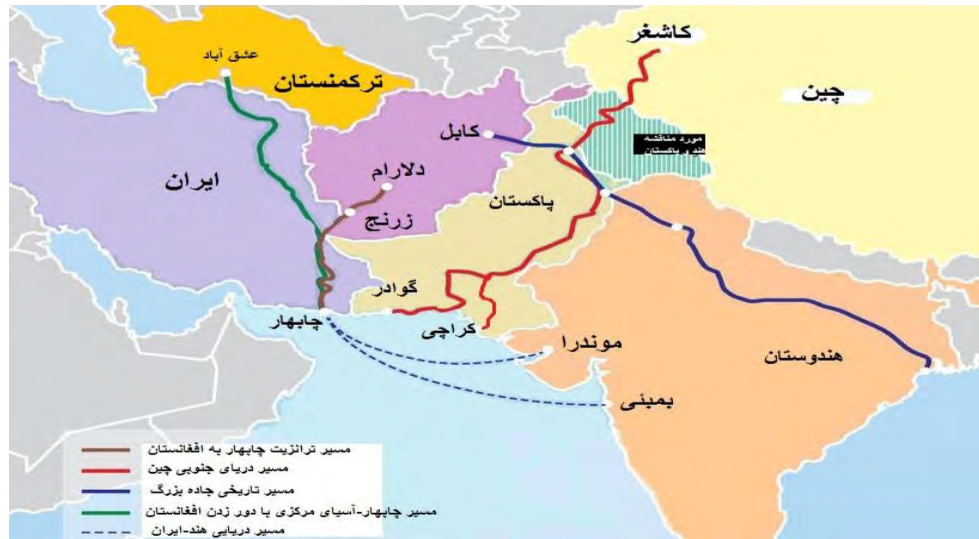 کاشغر
عشق آباد
ترکمنستان
چین
کابل
مورد مناقشه
هند و پاکستان
دلارام
ایران
پاکستان
زرنج
گوادر
چابهار
کراچی
موندرا
هندوستان
بمبئی
مسیر ترانزیت چابهار به افغانستان
مسیر دریای جنوبی چین
مسیر تاریخی جاده بزرگ
مسیر چابهار-آسیای مرکزی با دور زدن افغانستان
مسیر دریایی هند-ایران